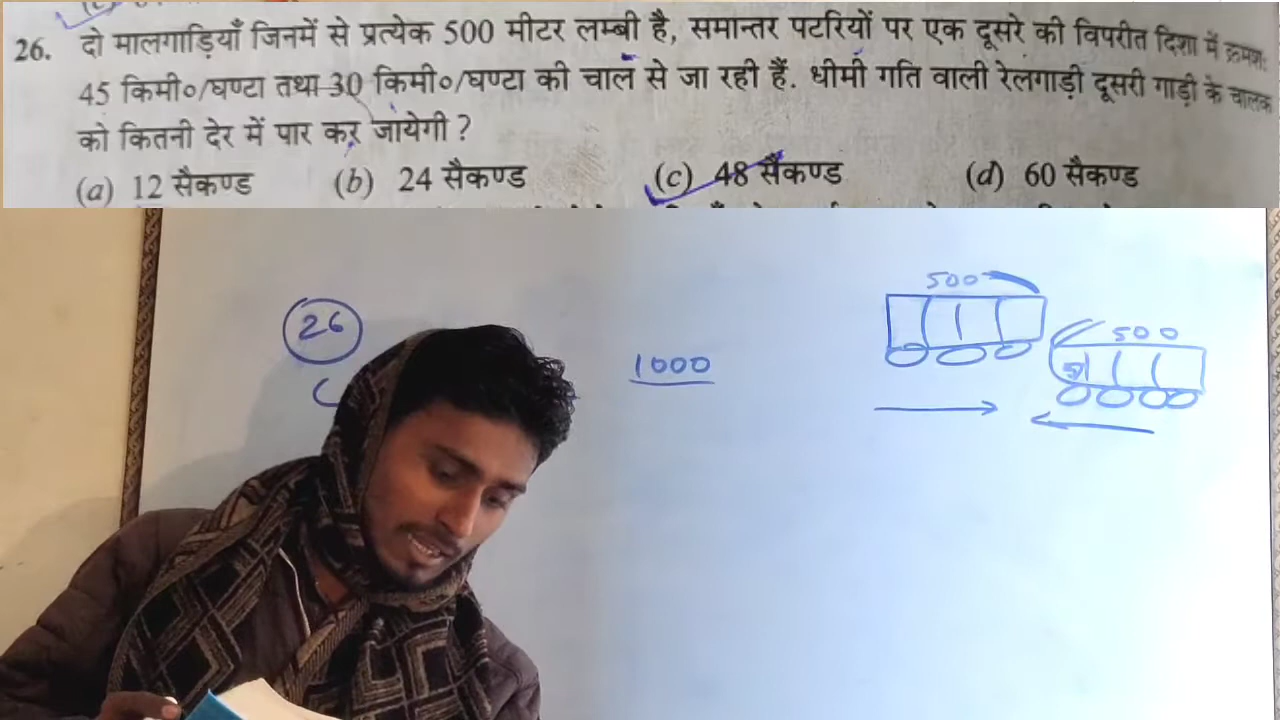 26. दो मालगाड़ियाँ जिनमें से प्रत्येक 500 मीटर लम्बी है, समान्तर पटरियों पर एक दूसरे की विपरीत दिशा में क्रमशः
45 किमी०/घण्टा तथा 30 किमी०/घण्टा की चाल से जा रही हैं. धीमी गति वाली रेलगाड़ी दूसरी गाड़ी के चालक
को कितनी देर में पार कर जायेगी ?
(a) 12 सैकण्ड (b) 24 सैकण्ड (c) 48 सैकण्ड (d) 60 सैकण्ड
26
1000
500
500